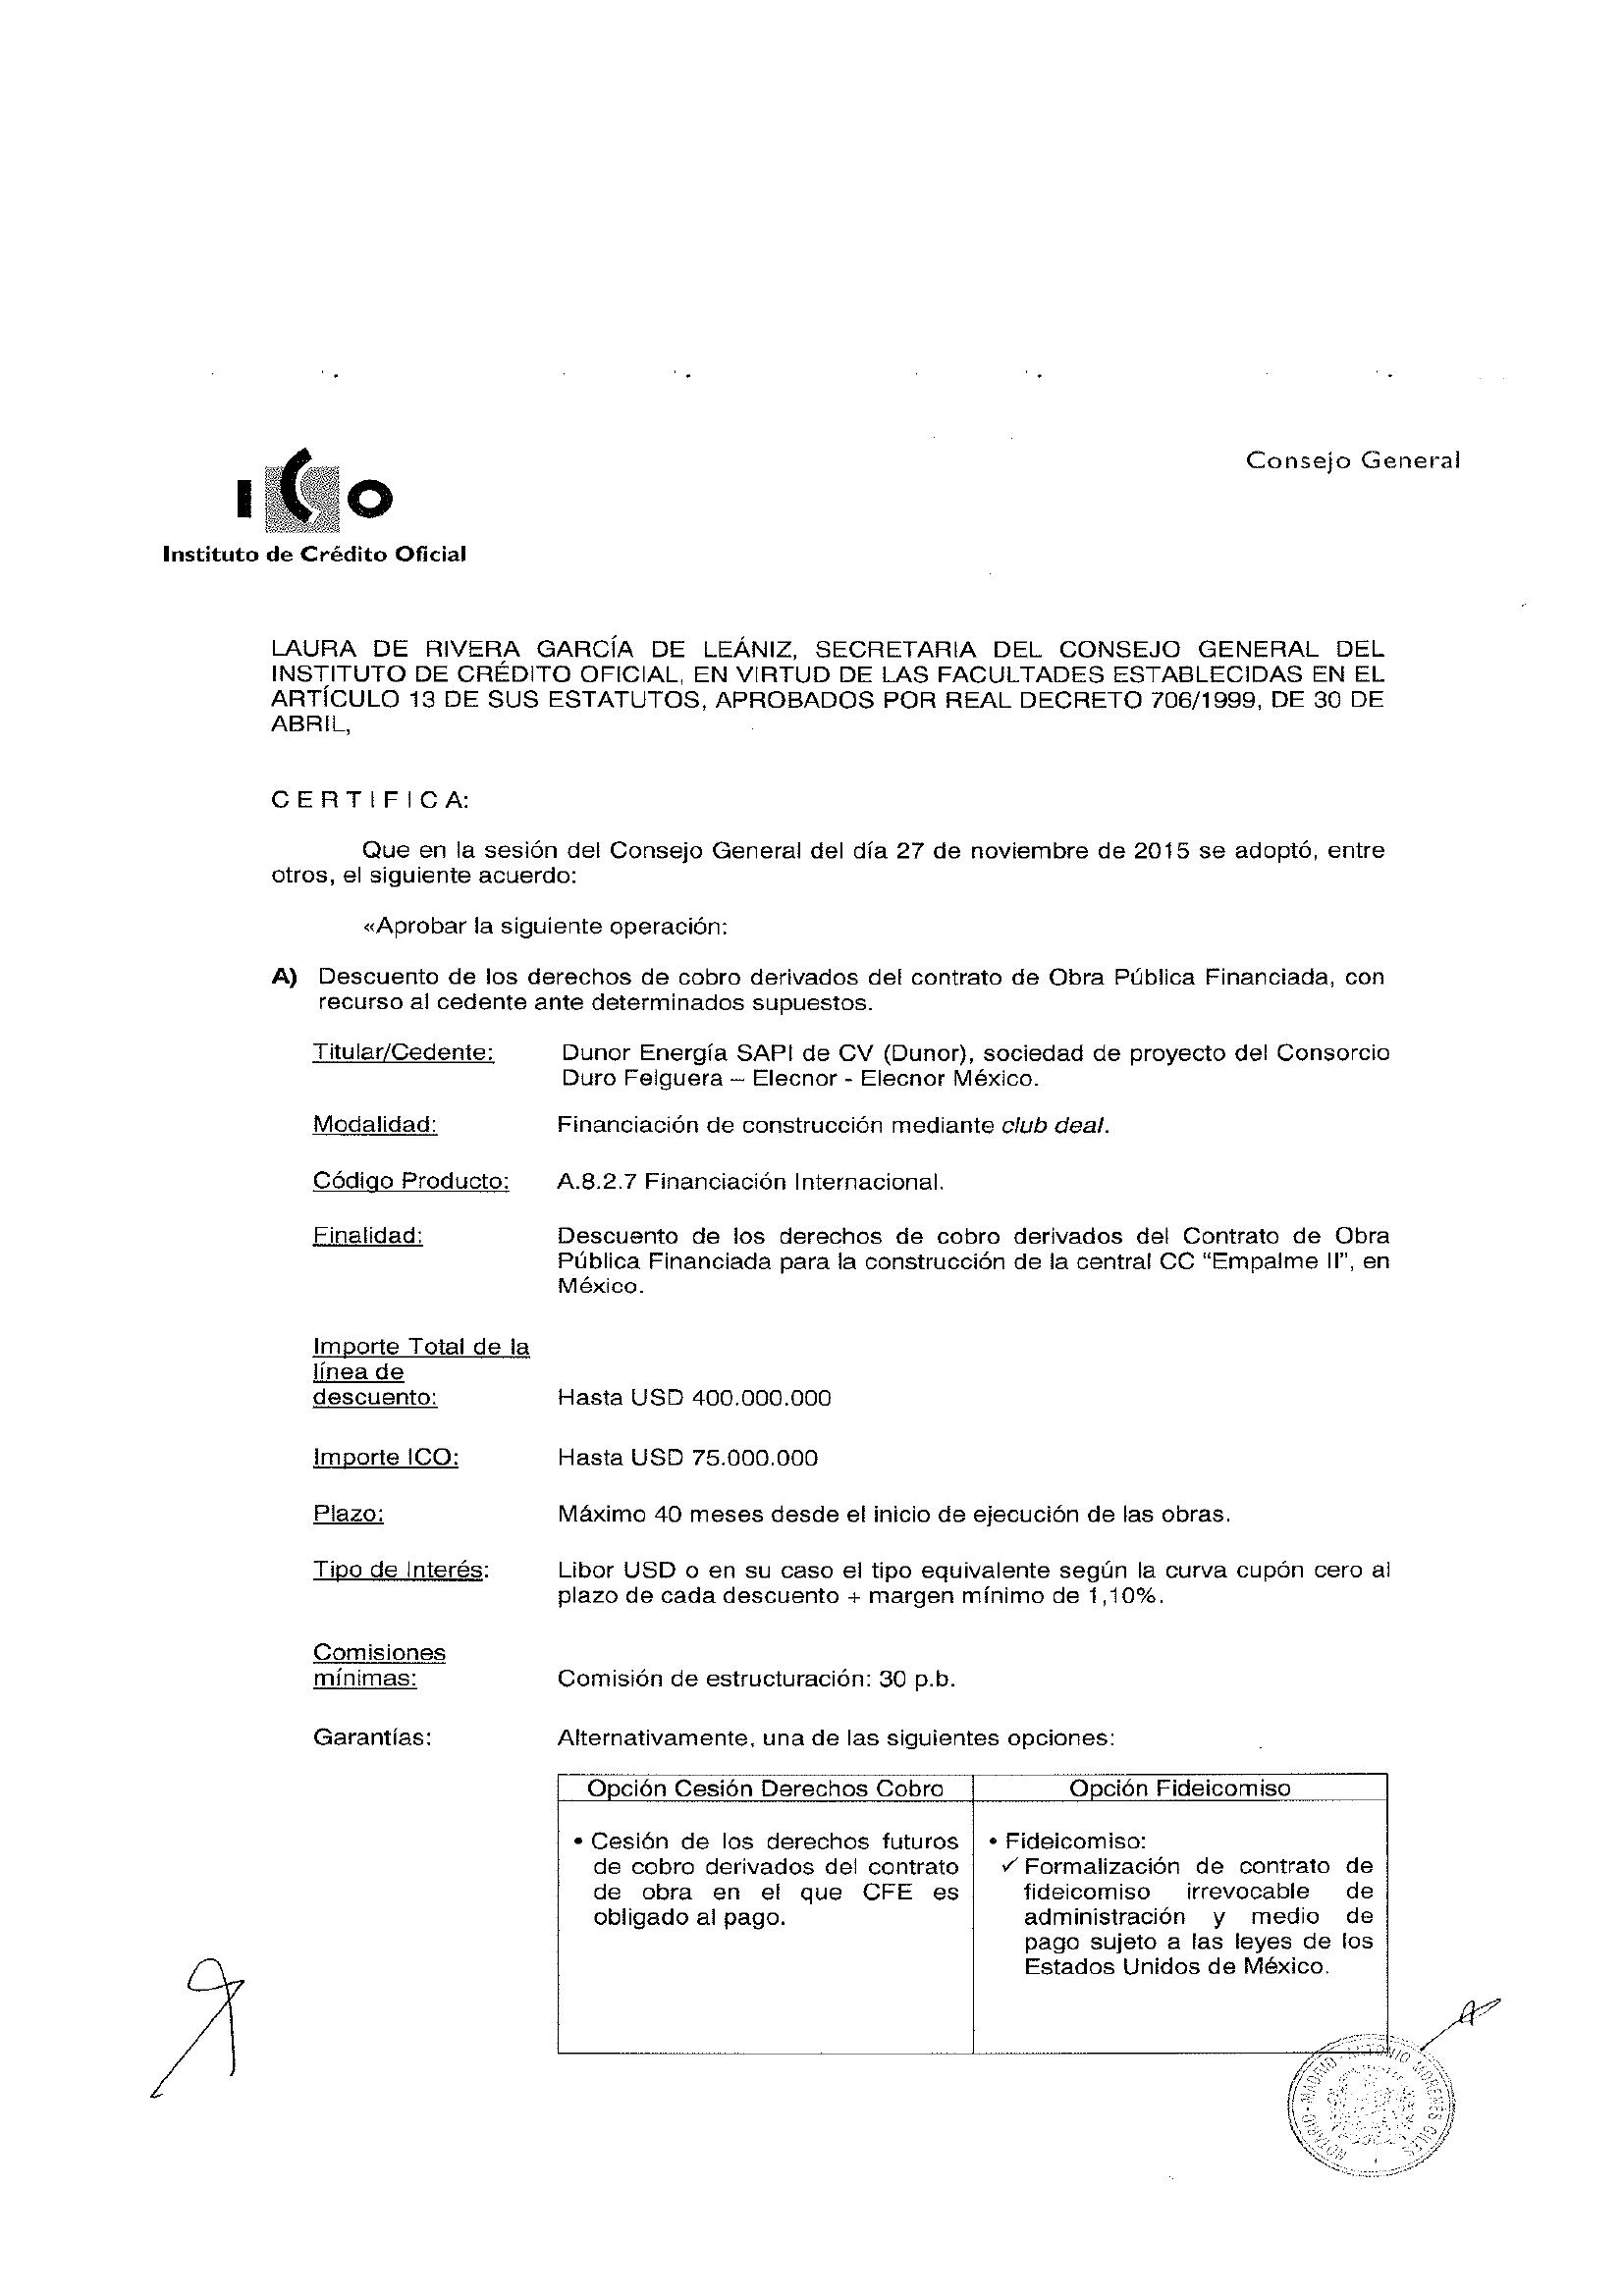 Consejo General
ICO
Instituto de Crédito Oficial
LAURA DE RIVERA GARCÍA DE LEÁNIZ, SECRETARIA DEL CONSEJO GENERAL DEL
INSTITUTO DE CRÉDITO OFICIAL, EN VIRTUD DE LAS FACULTADES ESTABLECIDAS EN EL
ARTÍCULO 13 DE SUS ESTATUTOS, APROBADOS POR REAL DECRETO 706/1999, DE 30 DE
ABRIL,
CERTIFICA:
Que en la sesión del Consejo General del día 27 de noviembre de 2015 se adoptó, entre
otros, el siguiente acuerdo:
«Aprobar la siguiente operación:
A) Descuento de los derechos de cobro derivados del contrato de Obra Pública Financiada, con
recurso al cedente ante determinados supuestos.
Titular/Cedente: Dunor Energía SAPI de CV (Dunor), sociedad de proyecto del Consorcio
Duro Felguera – Elecnor - Elecnor México.
Modalidad: Financiación de construcción mediante club deal.
Código Producto: A.8.2.7 Financiación Internacional.
Finalidad: Descuento de los derechos de cobro derivados del Contrato de Obra
Pública Financiada para la construcción de la central CC "Empalme II", en
México.
Importe Total de la
línea de
descuento: Hasta USD 400.000.000
Importe ICO: Hasta USD 75.000.000
Plazo: Máximo 40 meses desde el inicio de ejecución de las obras.
Tipo de Interés: Libor USD o en su caso el tipo equivalente según la curva cupón cero al
plazo de cada descuento + margen mínimo de 1,10%.
Comisiones
mínimas: Comisión de estructuración: 30 p.b.
Garantías: Alternativamente, una de las siguientes opciones:
Opción Cesión Derechos Cobro
• Cesión de los derechos futuros
de cobro derivados del contrato
de obra en el que CFE es
obligado al pago.
Opción Fideicomiso
• Fideicomiso:
✓ Formalización de contrato de
fideicomiso irrevocable de
administración y medio de
pago sujeto a las leyes de los
Estados Unidos de México.
NOTARIO - MADRID - ANTONIO MORENES GILES